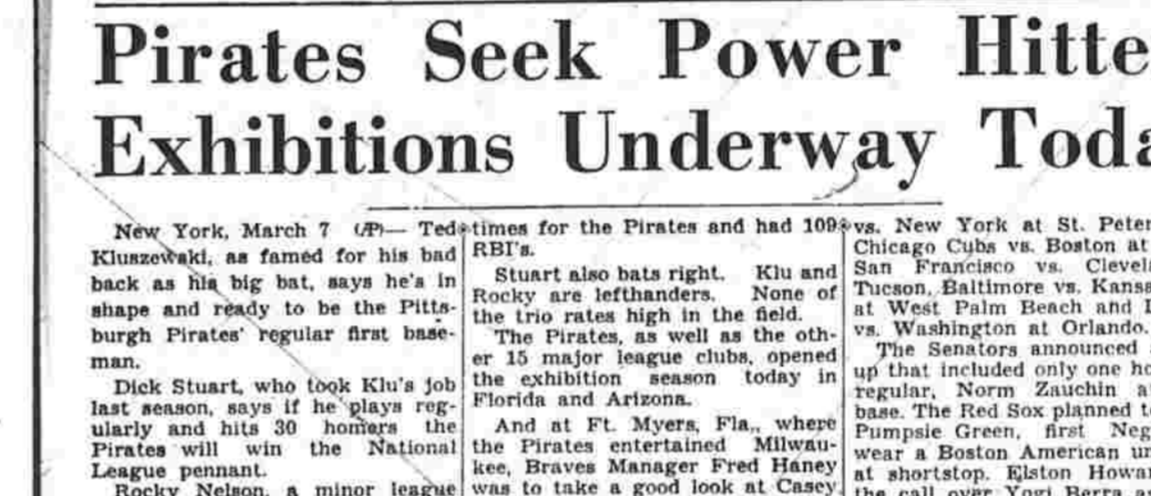 Pirates Seek Power Hitte
Exhibitions Underway Toda
New York, March 7 (AP)— Ted
Kluszewski, as famed for his bad
back as his big bat, says he's in
shape and ready to be the Pitts-
burgh Pirates' regular first base-
man.
Dick Stuart, who took Klu's job
last season, says if he plays reg-
ularly and hits 30 homers the
Pirates will win the National
League pennant.
Rocky Nelson, a minor league
times for the Pirates and had 109
RBI's.
Stuart also bats right. Klu and
Rocky are lefthanders. None of
the trio rates high in the field.
The Pirates, as well as the oth-
er 15 major league clubs, opened
the exhibition season today in
Florida and Arizona.
And at Ft. Myers, Fla., where
the Pirates entertained Milwau-
kee, Braves Manager Fred Haney
was to take a good look at Casey
vs. New York at St. Peter
Chicago Cubs vs. Boston at
San Francisco vs. Clevel
Tucson, Baltimore vs. Kansa
at West Palm Beach and
vs. Washington at Orlando.
The Senators announced
up that included only one ho
regular, Norm Zauchin a
base. The Red Sox planned t
Pumpsie Green, first Neg
wear a Boston American un
at shortstop. Elston Howar
the call over Yogi Berra a